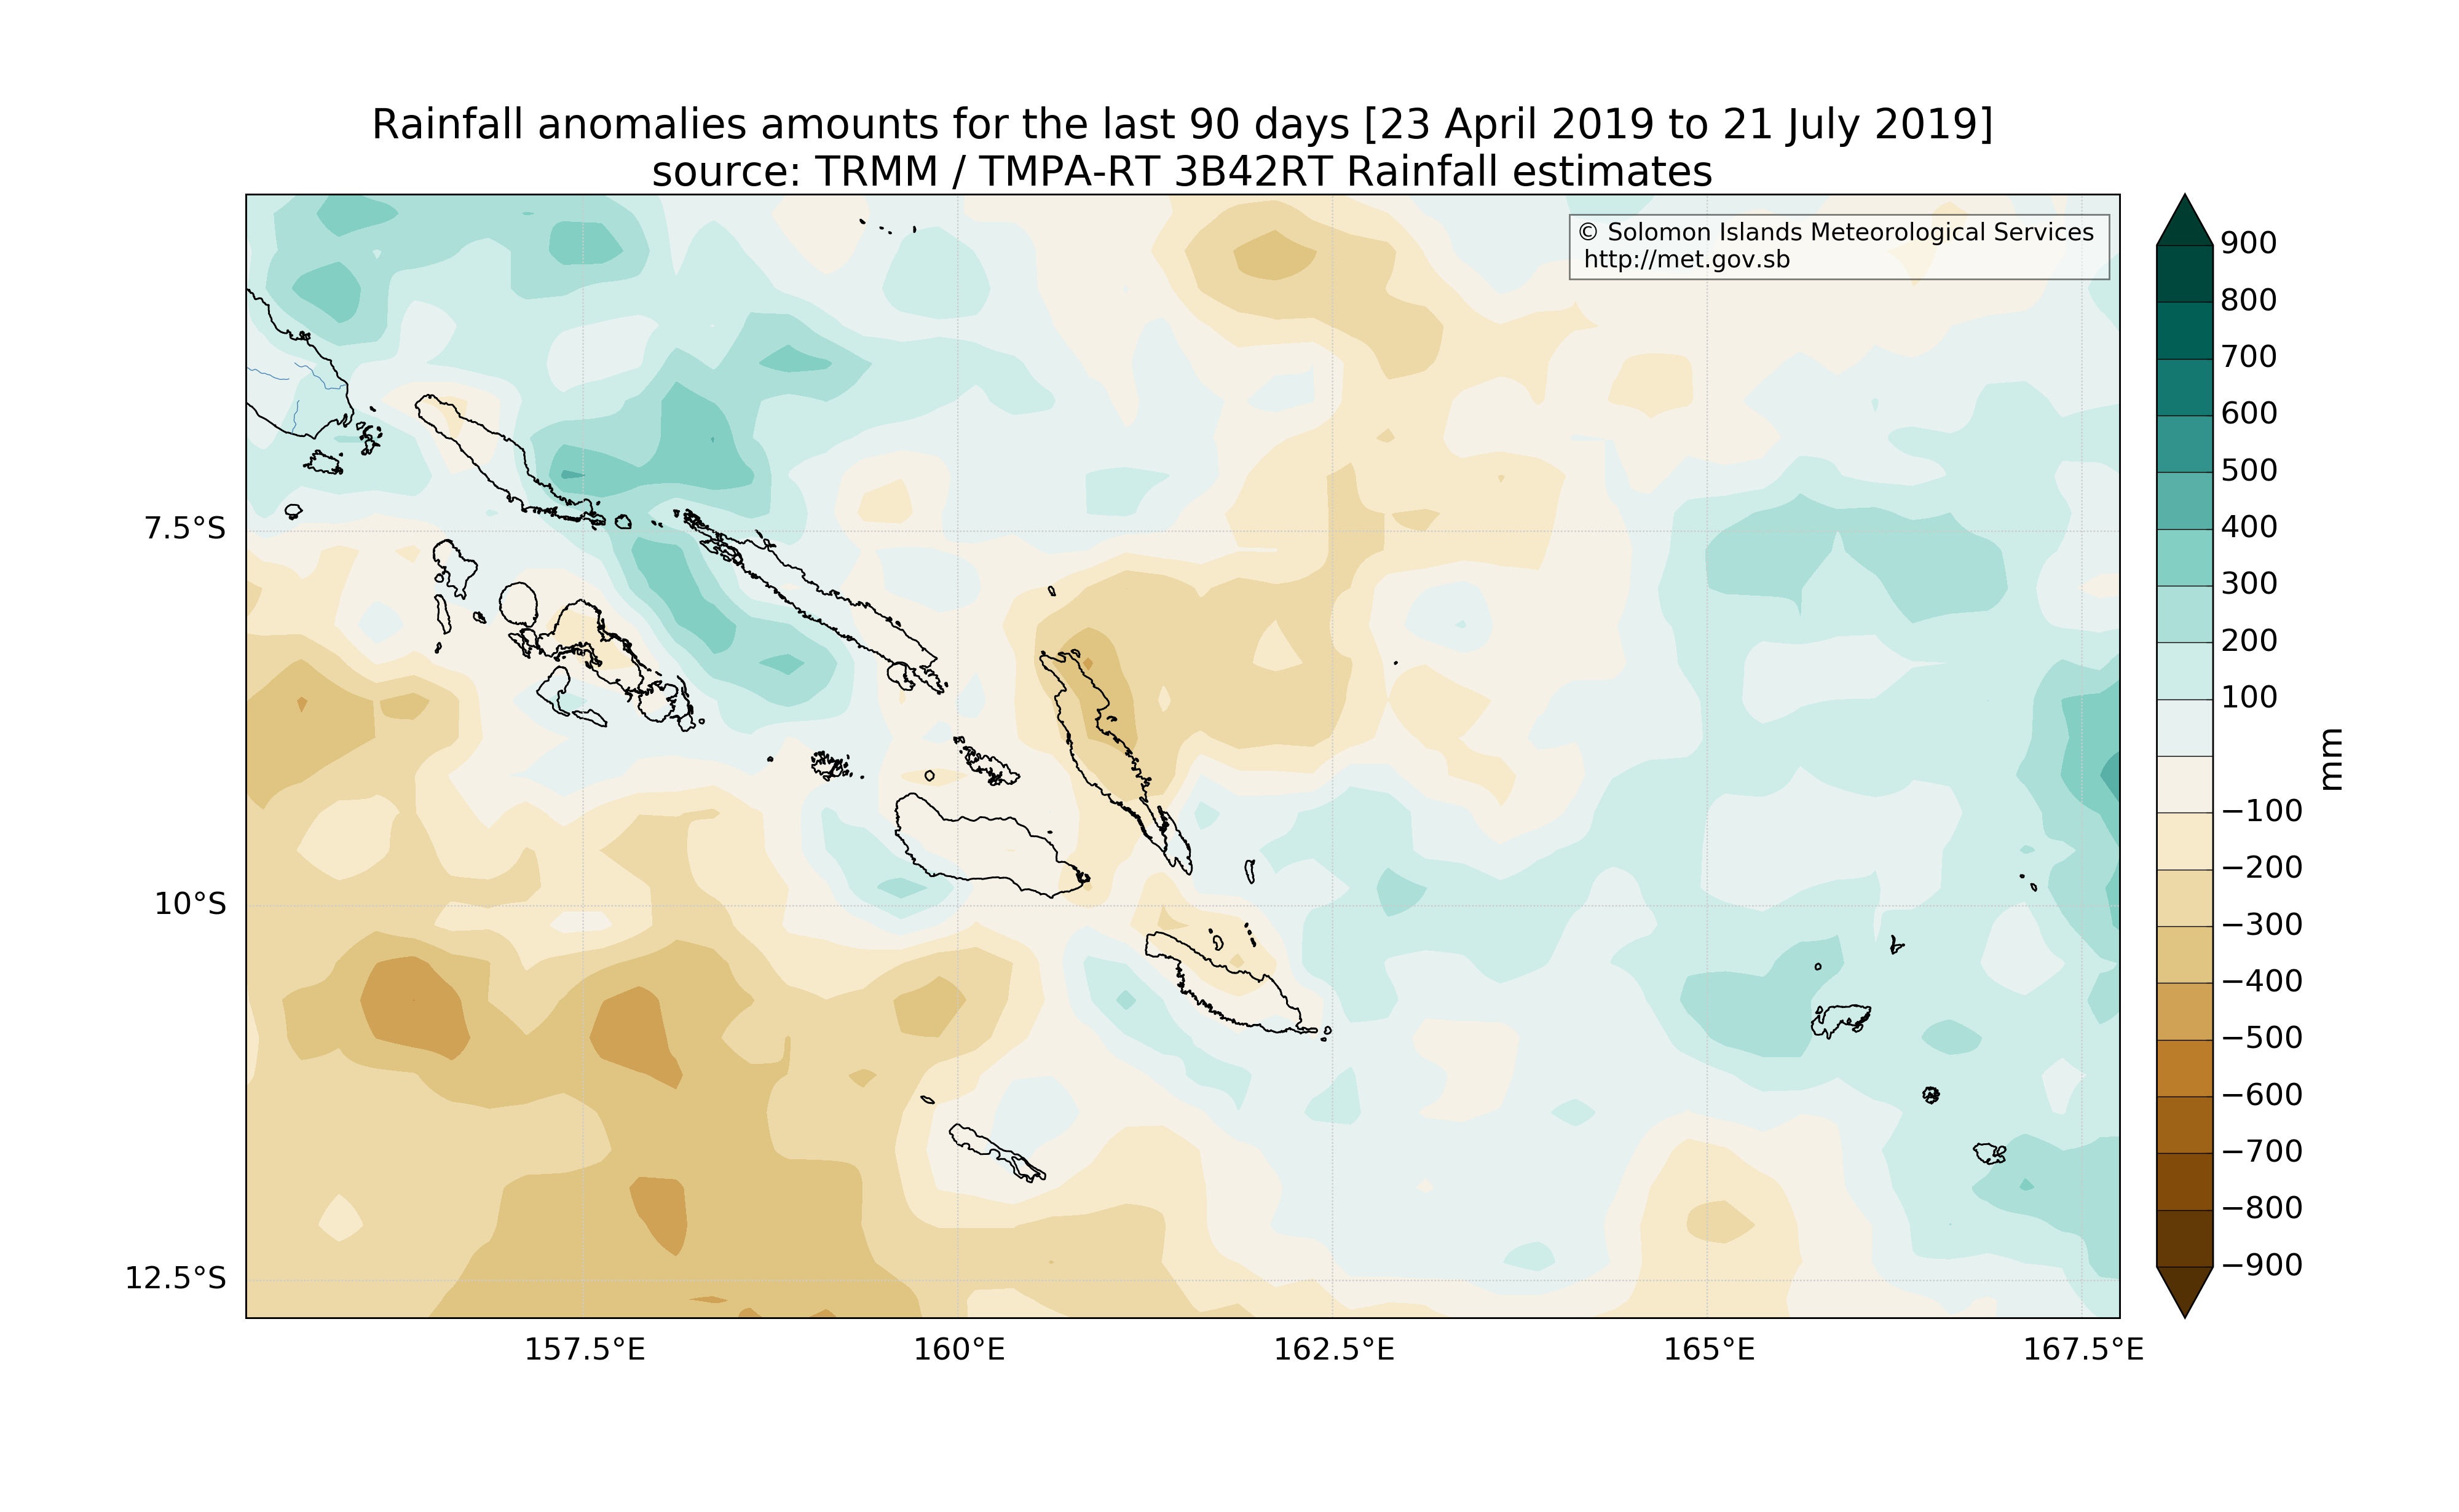 Rainfall anomalies amounts for the last 90 days [23 April 2019 to 21 July 2019]
source: TRMM / TMPA-RT 3B42RT Rainfall estimates
© Solomon Islands Meteorological Services
http://met.gov.sb
7.5°S
10°S
12.5°S
157.5°E
160°E
162.5°E
165°E
167.5°E
900
800
700
600
500
400
300
200
100
−100
−200
−300
−400
−500
−600
−700
−800
−900
mm